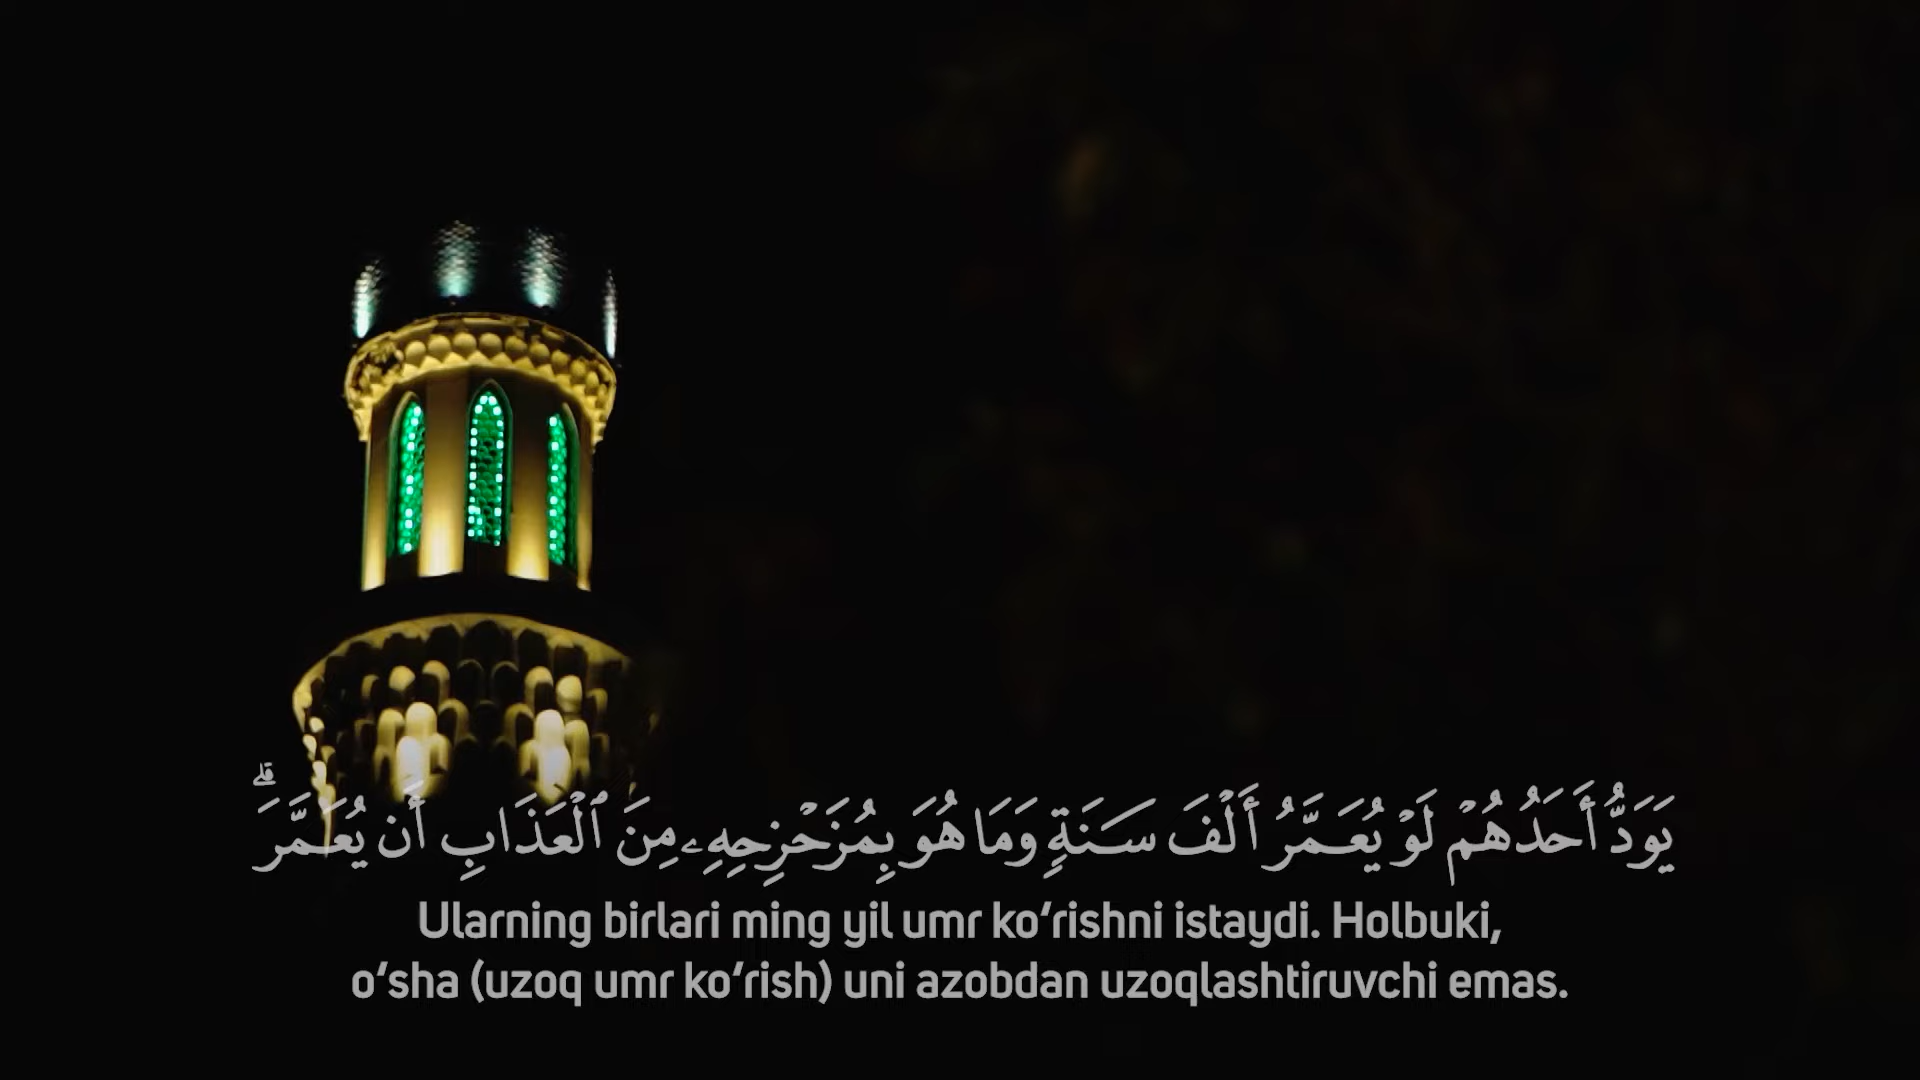 يَوَدُّ أَحَدُهُمْ لَوْ يُعَمَّرُ أَلْفَ سَنَةٍ وَمَا هُوَ بِمُزَحْزِحِهِۦ مِنَ ٱلْعَذَابِ أَن يُعَمَّرَ ۗ
Ularning birlari ming yil umr ko‘rishni istaydi. Holbuki,
o‘sha (uzoq umr ko‘rish) uni azobdan uzoqlashtiruvchi emas.